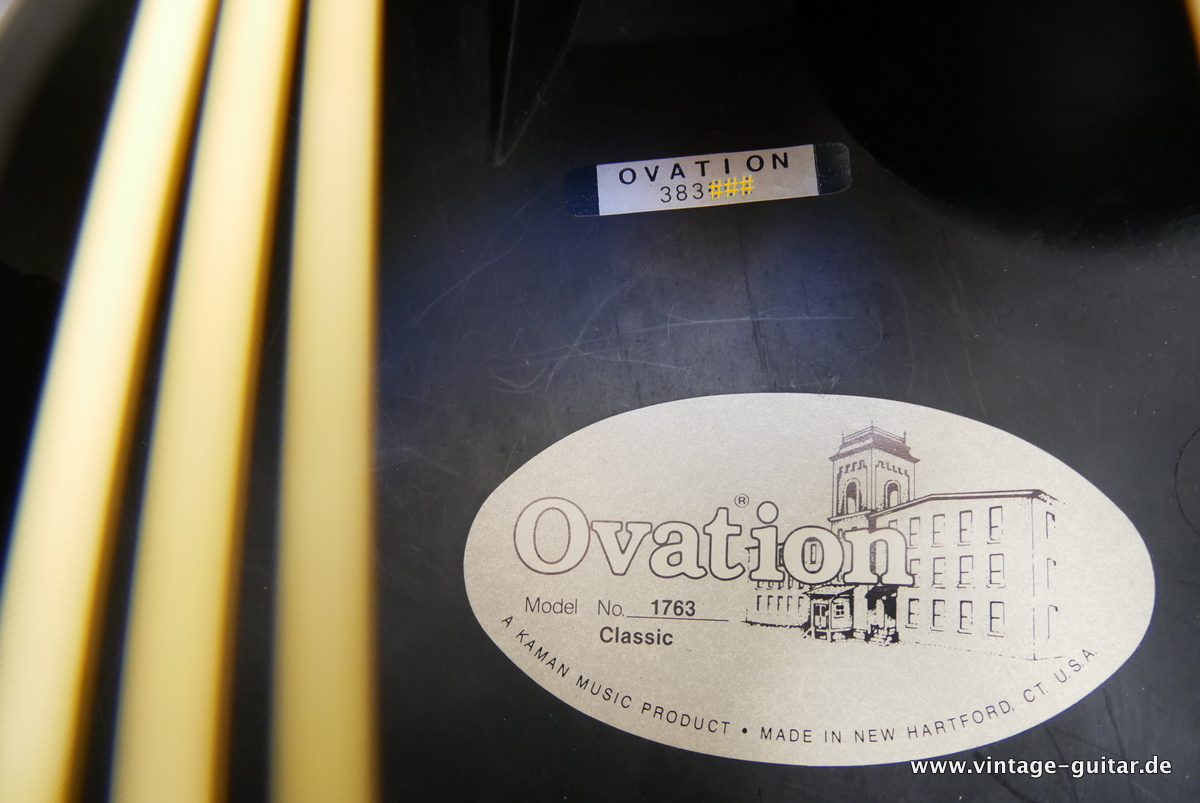 OVATION
383###
Ovation®
Model No. 1763
Classic
A KAMAN MUSIC PRODUCT • MADE IN NEW HARTFORD, CT. U.S.A.
www.vintage-guitar.de